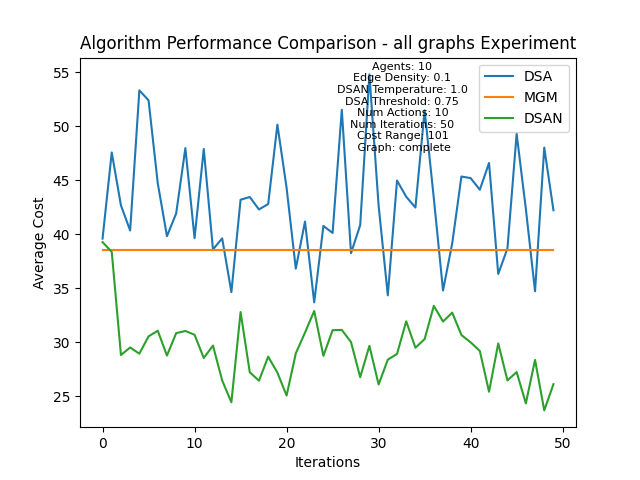 Algorithm Performance Comparison - all graphs Experiment
Agents: 10
Edge Density: 0.1
DSAN Temperature: 1.0
DSA Threshold: 0.75
Num Actions: 10
Num Iterations: 50
Cost Range: 101
Graph: complete
DSA
MGM
DSAN
Average Cost
55
50
45
40
35
30
25
0 10 20 30 40 50
Iterations